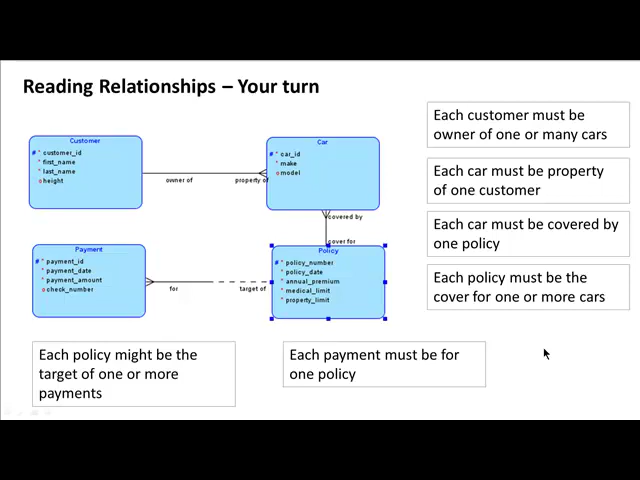 Reading Relationships – Your turn
Each customer must be
owner of one or many cars
Customer
# * customer_id
* first_name
* last_name
o height
owner of
property of
Car
# * car_id
* make
o model
Each car must be property
of one customer
covered by
cover for
Each car must be covered by
one policy
Payment
# * payment_id
* payment_date
* payment_amount
o check_number
for
target of
Policy
# * policy_number
* policy_date
* annual_premium
* medical_limit
* property_limit
Each policy must be the
cover for one or more cars
Each policy might be the
target of one or more
payments
Each payment must be for
one policy